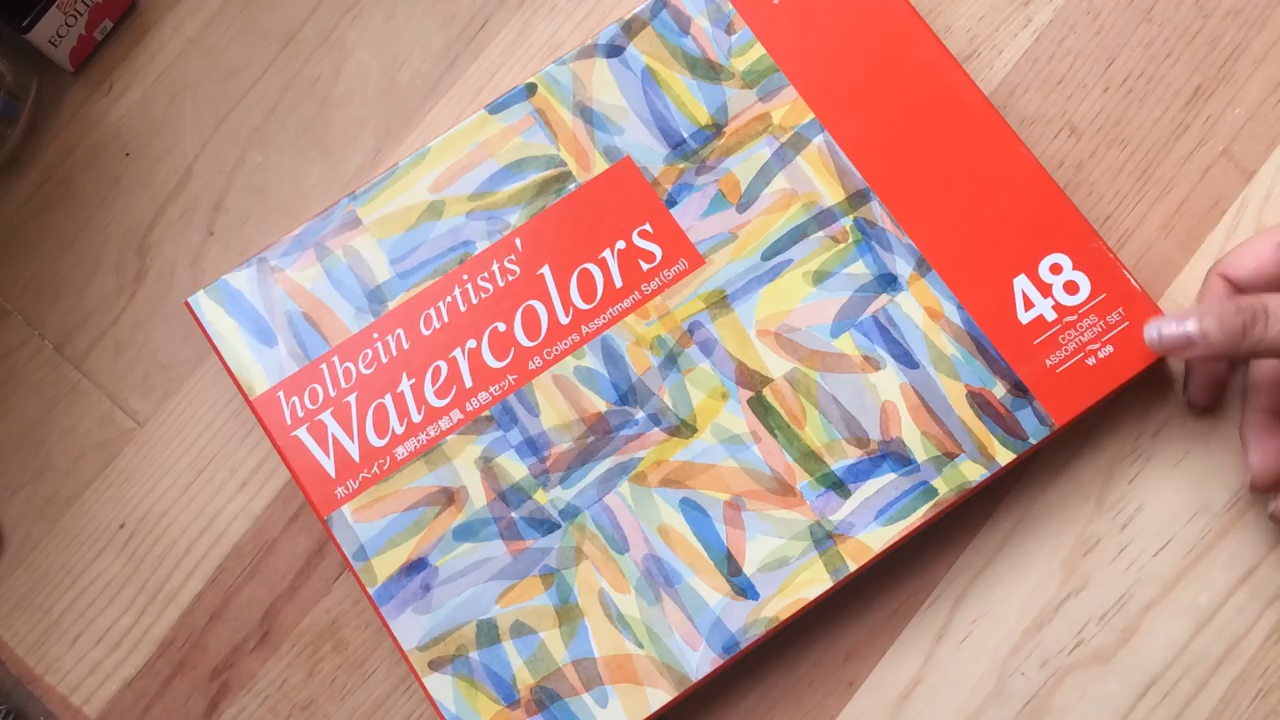 ECOLI
holbein artists'
Watercolors
ホルベイン 透明水彩絵具 48色セット 48 Colors Assortment Set (5ml)
48
COLORS
ASSORTMENT SET
W 409